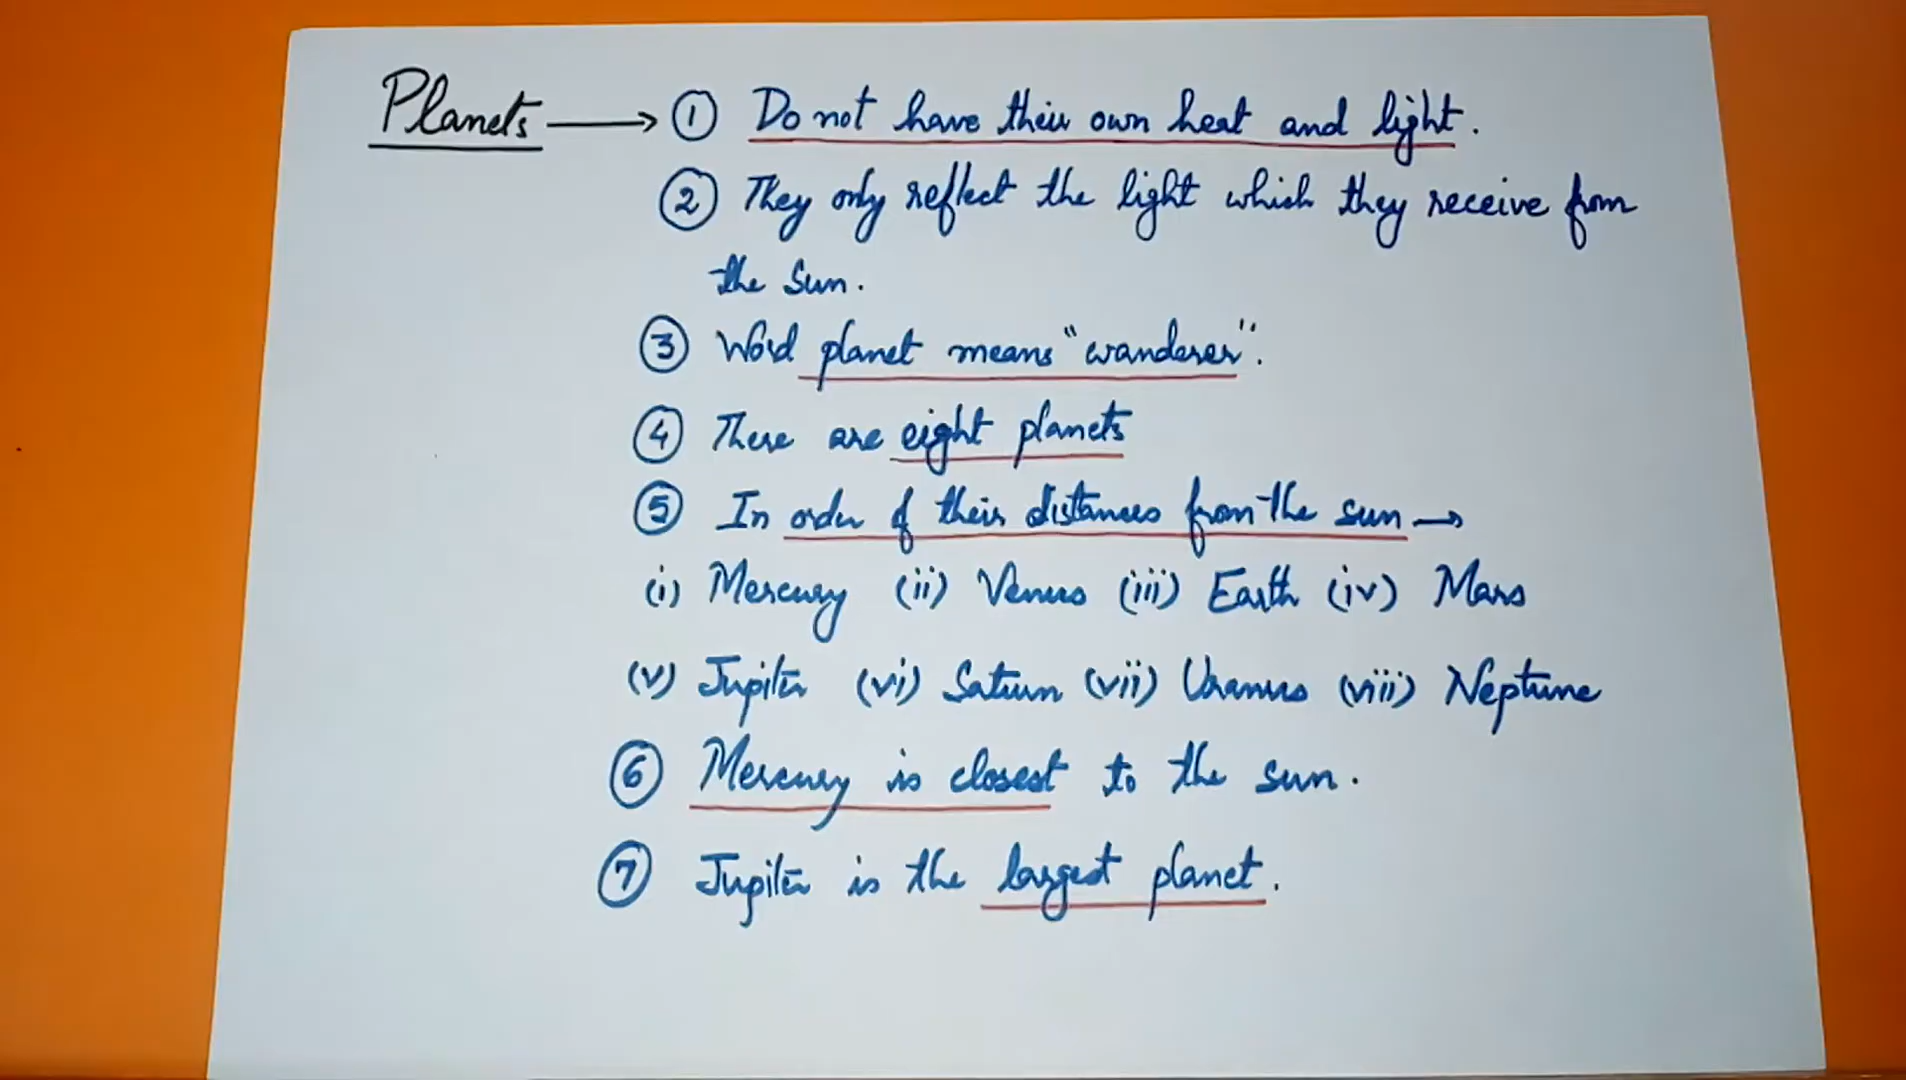 Planets → ① Do not have their own heat and light.
② They only reflect the light which they receive from
the Sun.
③ Word planet means "wanderer".
④ There are eight planets
⑤ In order of their distances from the sun →
(i) Mercury (ii) Venus (iii) Earth (iv) Mars
(v) Jupiter (vi) Saturn (vii) Uranus (viii) Neptune
⑥ Mercury is closest to the sun.
⑦ Jupiter is the largest planet.